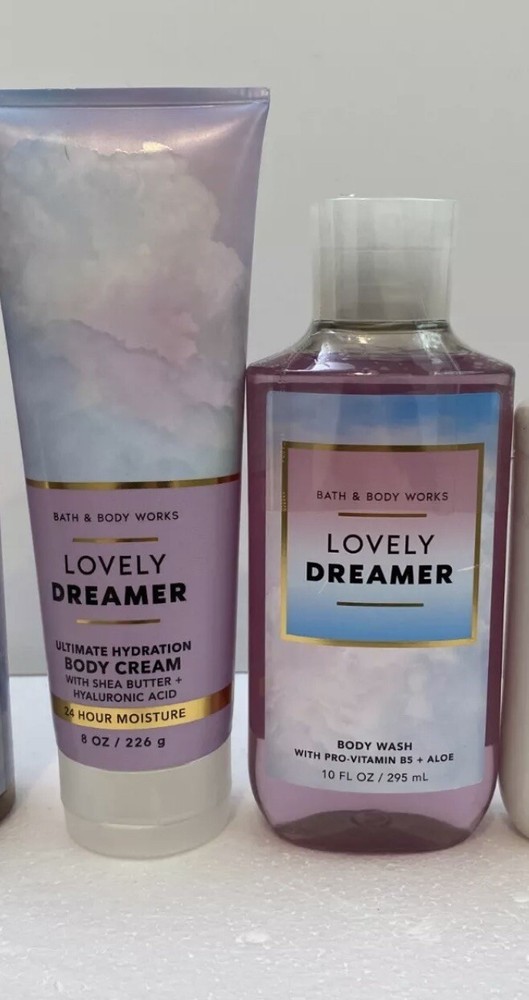 BATH & BODY WORKS
LOVELY
DREAMER
ULTIMATE HYDRATION
BODY CREAM
WITH SHEA BUTTER +
HYALURONIC ACID
24 HOUR MOISTURE
8 OZ / 226 g
BATH & BODY WORKS
LOVELY
DREAMER
BODY WASH
WITH PRO-VITAMIN B5 + ALOE
10 FL OZ / 295 mL